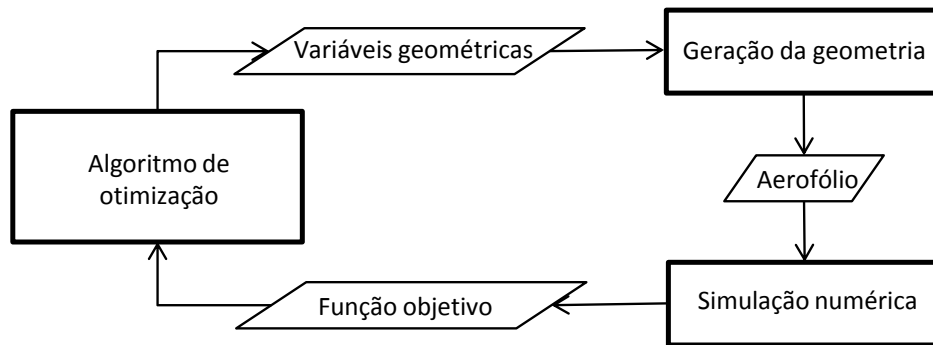 Variáveis geométricas
Geração da geometria
Algoritmo de
otimização
Aerofólio
Função objetivo
Simulação numérica